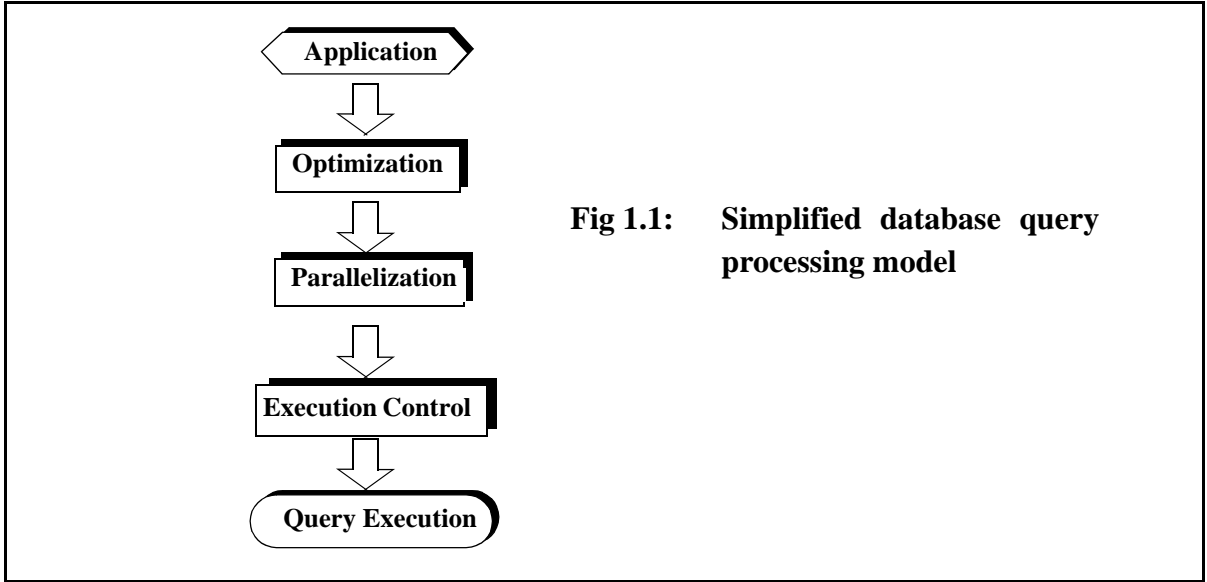 Application
Optimization
Fig 1.1: Simplified database query
processing model
Parallelization
Execution Control
Query Execution